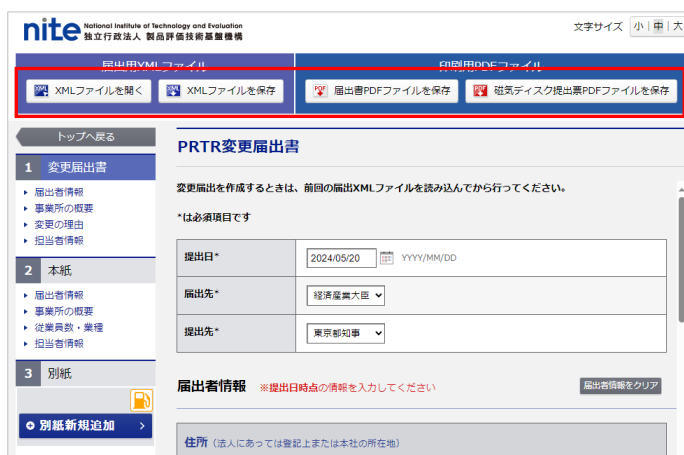 nite National Institute of Technology and Evaluation
独立行政法人 製品評価技術基盤機構
文字サイズ 小 中 大
届出用XMLファイル
印刷用PDFファイル
XMLファイルを開く
XMLファイルを保存
届出書PDFファイルを保存
磁気ディスク提出票PDFファイルを保存
トップへ戻る
1 変更届出書
届出者情報
事業所の概要
変更の理由
担当者情報
2 本紙
届出者情報
事業所の概要
従業員数・業種
担当者情報
3 別紙
別紙新規追加
PRTR変更届出書
変更届出を作成するときは、前回の届出XMLファイルを読み込んでから行ってください。
*は必須項目です
提出日* 2024/05/20 YYYY/MM/DD
届出先* 経済産業大臣
提出先* 東京都知事
届出者情報 ※提出日時点の情報を入力してください 届出者情報をクリア
住所（法人にあっては登記上または本社の所在地）